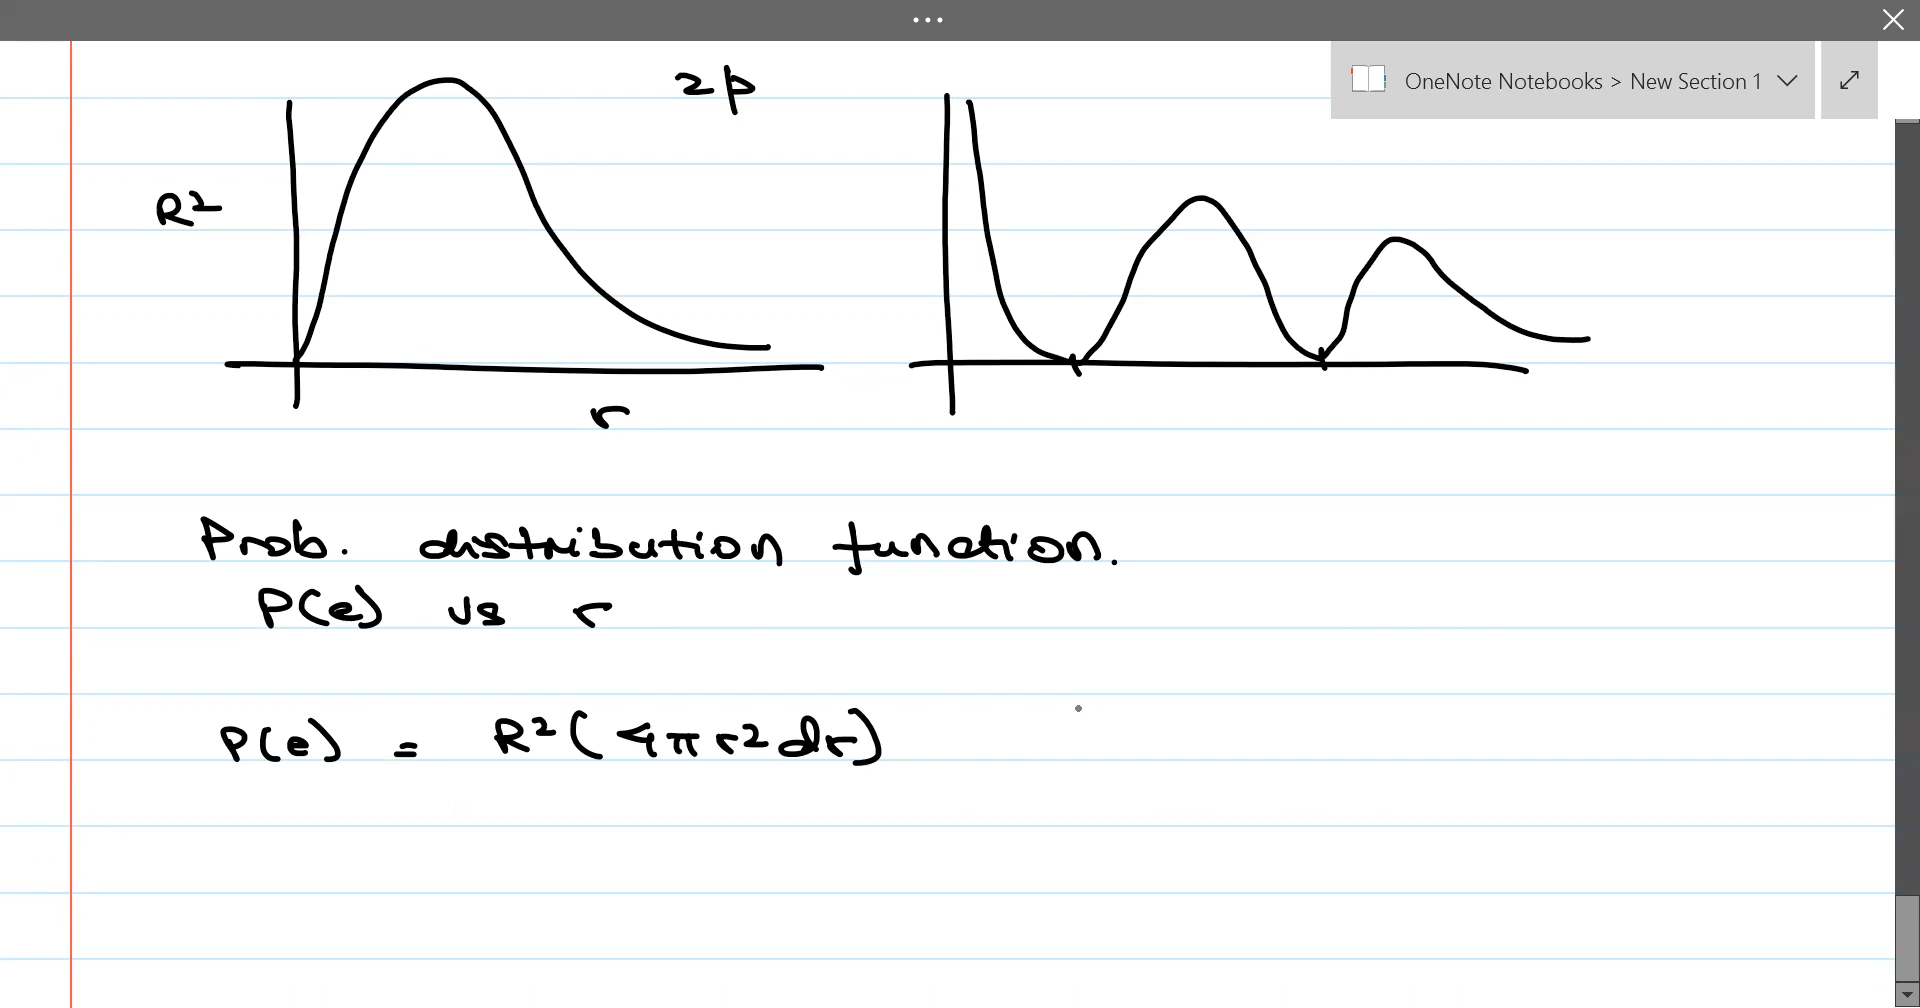 ...
OneNote Notebooks > New Section 1
2p
R²
r
Prob. distribution function.
P(e) vs r
P(e) = R²(4πr²dr)